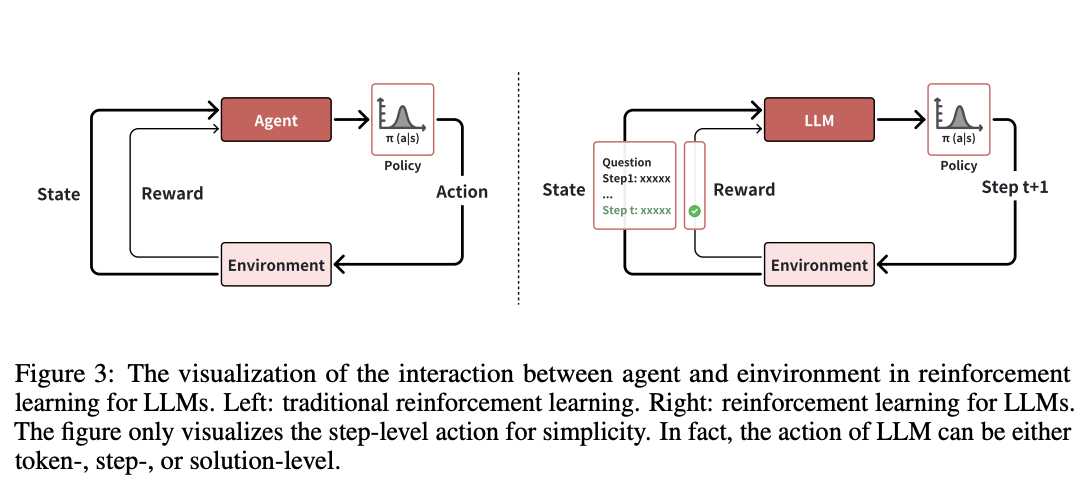 Agent
π (a|s)
Policy
State
Reward
Action
Environment
LLM
π (a|s)
Policy
State
Question
Step1: xxxxx
...
Step t: xxxxx
Reward
Step t+1
Environment
Figure 3: The visualization of the interaction between agent and einvironment in reinforcement
learning for LLMs. Left: traditional reinforcement learning. Right: reinforcement learning for LLMs.
The figure only visualizes the step-level action for simplicity. In fact, the action of LLM can be either
token-, step-, or solution-level.